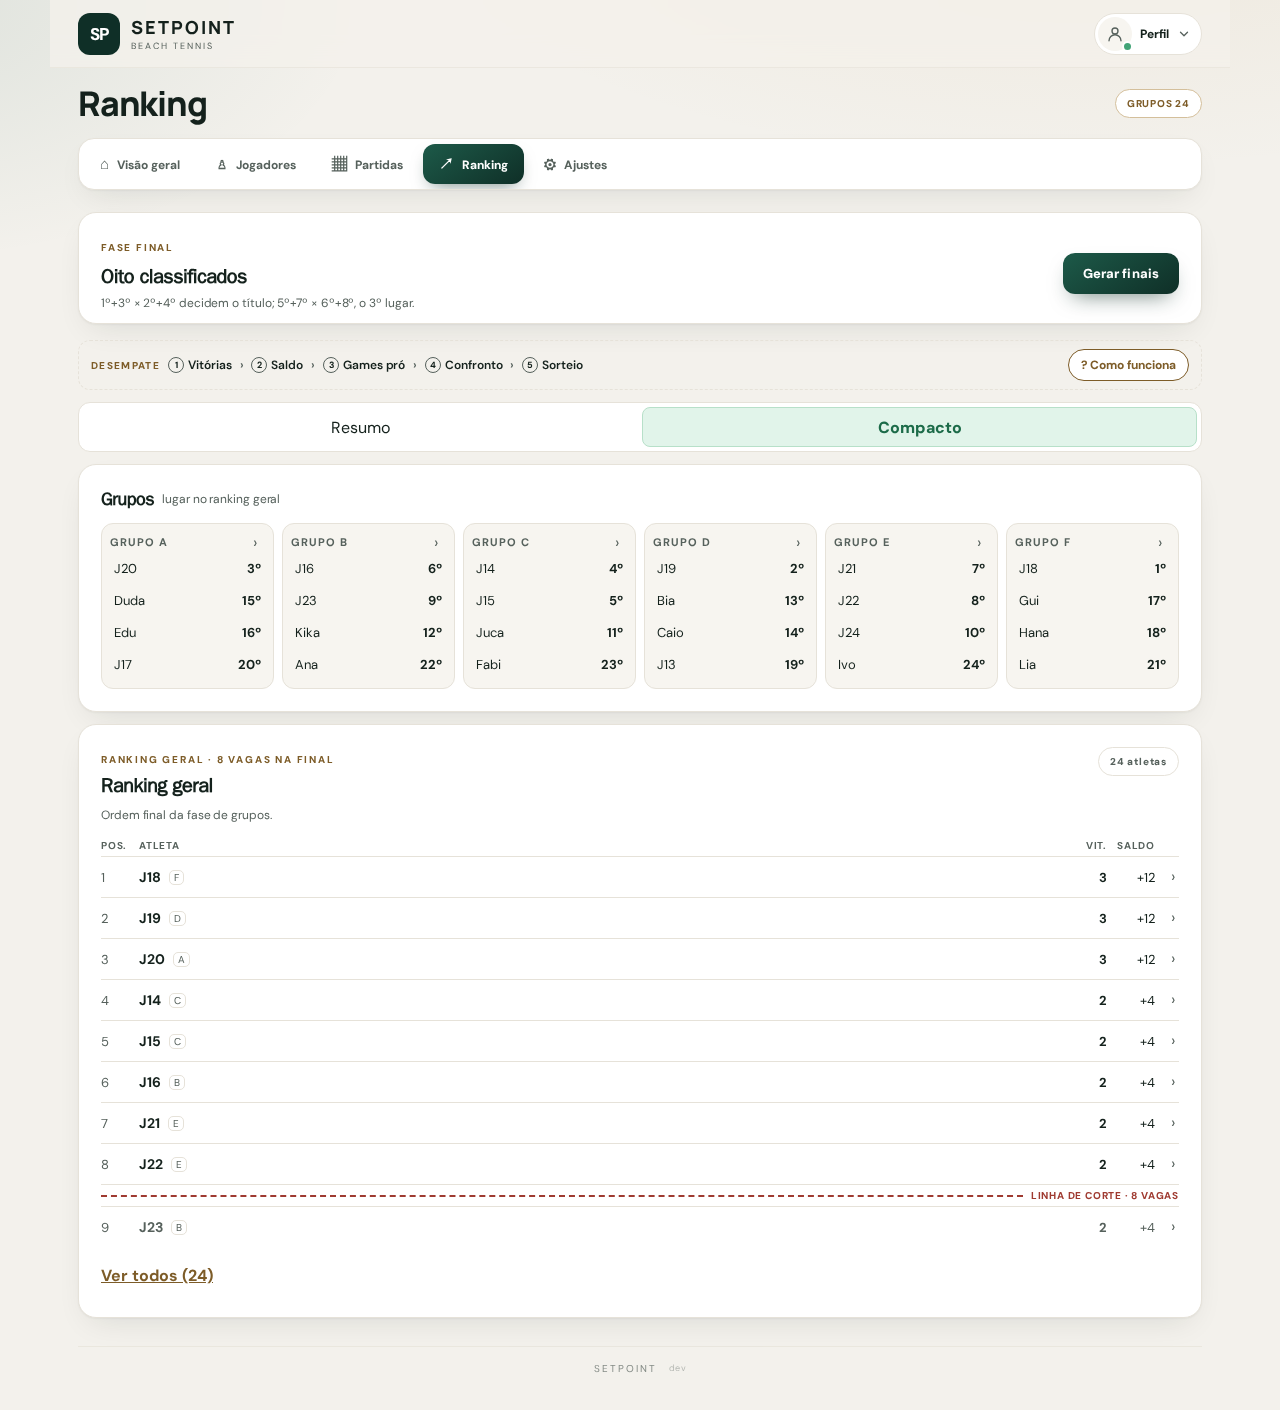 SP SETPOINT
BEACH TENNIS
Perfil
Ranking
GRUPOS 24
Visão geral Jogadores Partidas Ranking Ajustes
FASE FINAL
Oito classificados
1º+3º × 2º+4º decidem o título; 5º+7º × 6º+8º, o 3º lugar.
Gerar finais
DESEMPATE 1 Vitórias › 2 Saldo › 3 Games pró › 4 Confronto › 5 Sorteio
? Como funciona
Resumo Compacto
Grupos lugar no ranking geral
GRUPO A ›
J20 3º
Duda 15º
Edu 16º
J17 20º
GRUPO B ›
J16 6º
J23 9º
Kika 12º
Ana 22º
GRUPO C ›
J14 4º
J15 5º
Juca 11º
Fabi 23º
GRUPO D ›
J19 2º
Bia 13º
Caio 14º
J13 19º
GRUPO E ›
J21 7º
J22 8º
J24 10º
Ivo 24º
GRUPO F ›
J18 1º
Gui 17º
Hana 18º
Lia 21º
RANKING GERAL · 8 VAGAS NA FINAL
Ranking geral
24 atletas
Ordem final da fase de grupos.
POS. ATLETA VIT. SALDO
1 J18 F 3 +12 ›
2 J19 D 3 +12 ›
3 J20 A 3 +12 ›
4 J14 C 2 +4 ›
5 J15 C 2 +4 ›
6 J16 B 2 +4 ›
7 J21 E 2 +4 ›
8 J22 E 2 +4 ›
LINHA DE CORTE · 8 VAGAS
9 J23 B 2 +4 ›
Ver todos (24)
SETPOINT dev